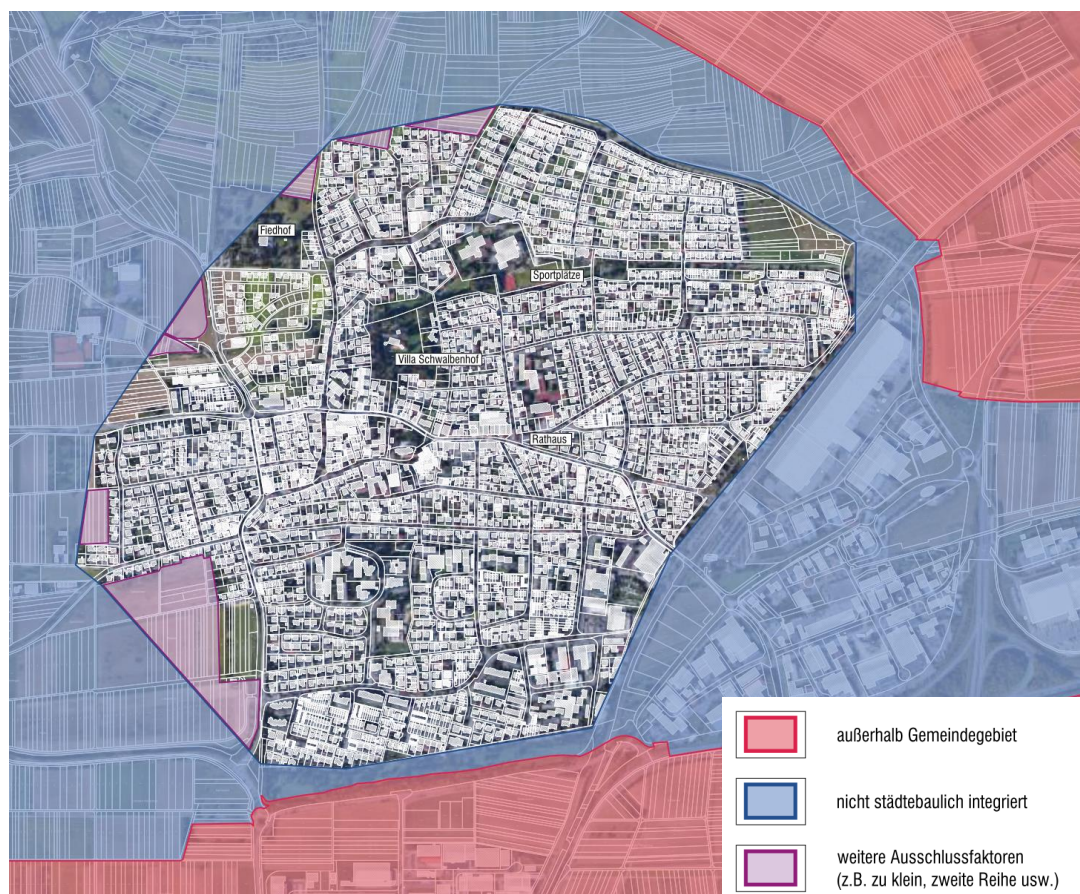 Fiedhof
Sportplätze
Villa Schwalbenhof
Rathaus
außerhalb Gemeindegebiet
nicht städtebaulich integriert
weitere Ausschlussfaktoren
(z.B. zu klein, zweite Reihe usw.)